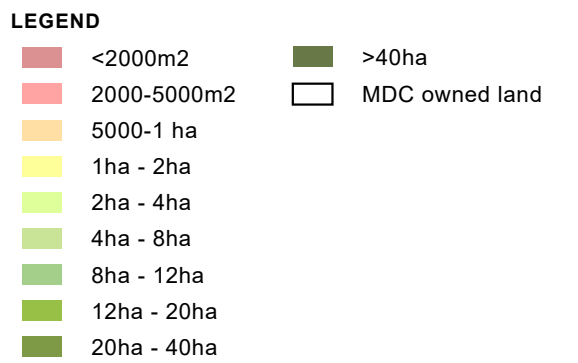 LEGEND
<2000m2
2000-5000m2
5000-1 ha
1ha - 2ha
2ha - 4ha
4ha - 8ha
8ha - 12ha
12ha - 20ha
20ha - 40ha
>40ha
MDC owned land